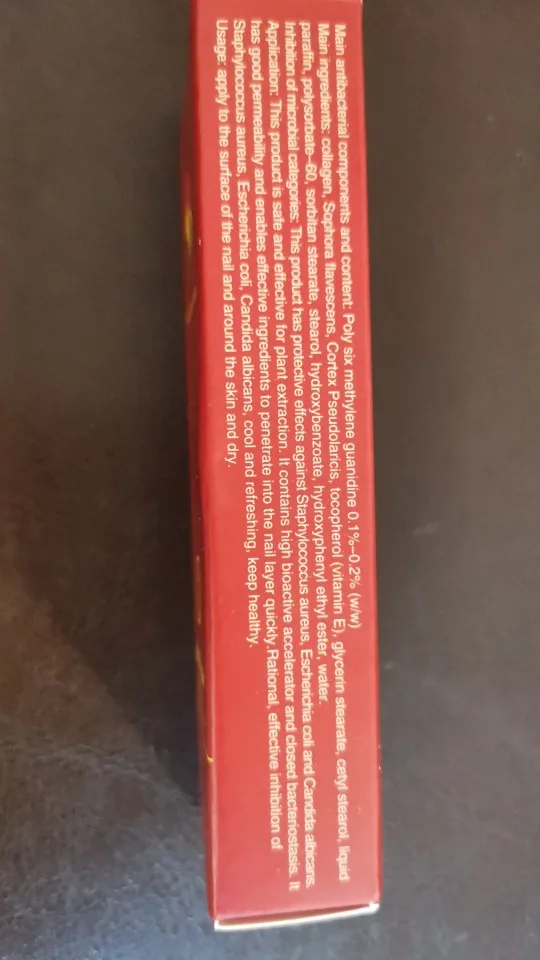 Main antibacterial components and content: Poly six methylene guanidine 0.1%–0.2% (w/w)
Main ingredients: collagen, Sophora flavescens, Cortex Pseudolaricis, tocopherol (vitamin E), glycerin stearate, cetyl stearol, liquid
paraffin, polysorbate–60, sorbitan stearate, stearol, hydroxybenzoate, hydroxyphenyl ethyl ester, water.
Inhibition of microbial categories: This product has protective effects against Staphylococcus aureus, Escherichia coli and Candida albicans.
Application: This product is safe and effective for plant extraction. It contains high bioactive accelerator and closed bacteriostasis. It
has good permeability and enables effective ingredients to penetrate into the nail layer quickly.Rational, effective inhibition of
Staphylococcus aureus, Escherichia coli, Candida albicans, cool and refreshing, keep healthy.
Usage: apply to the surface of the nail and around the skin and dry.